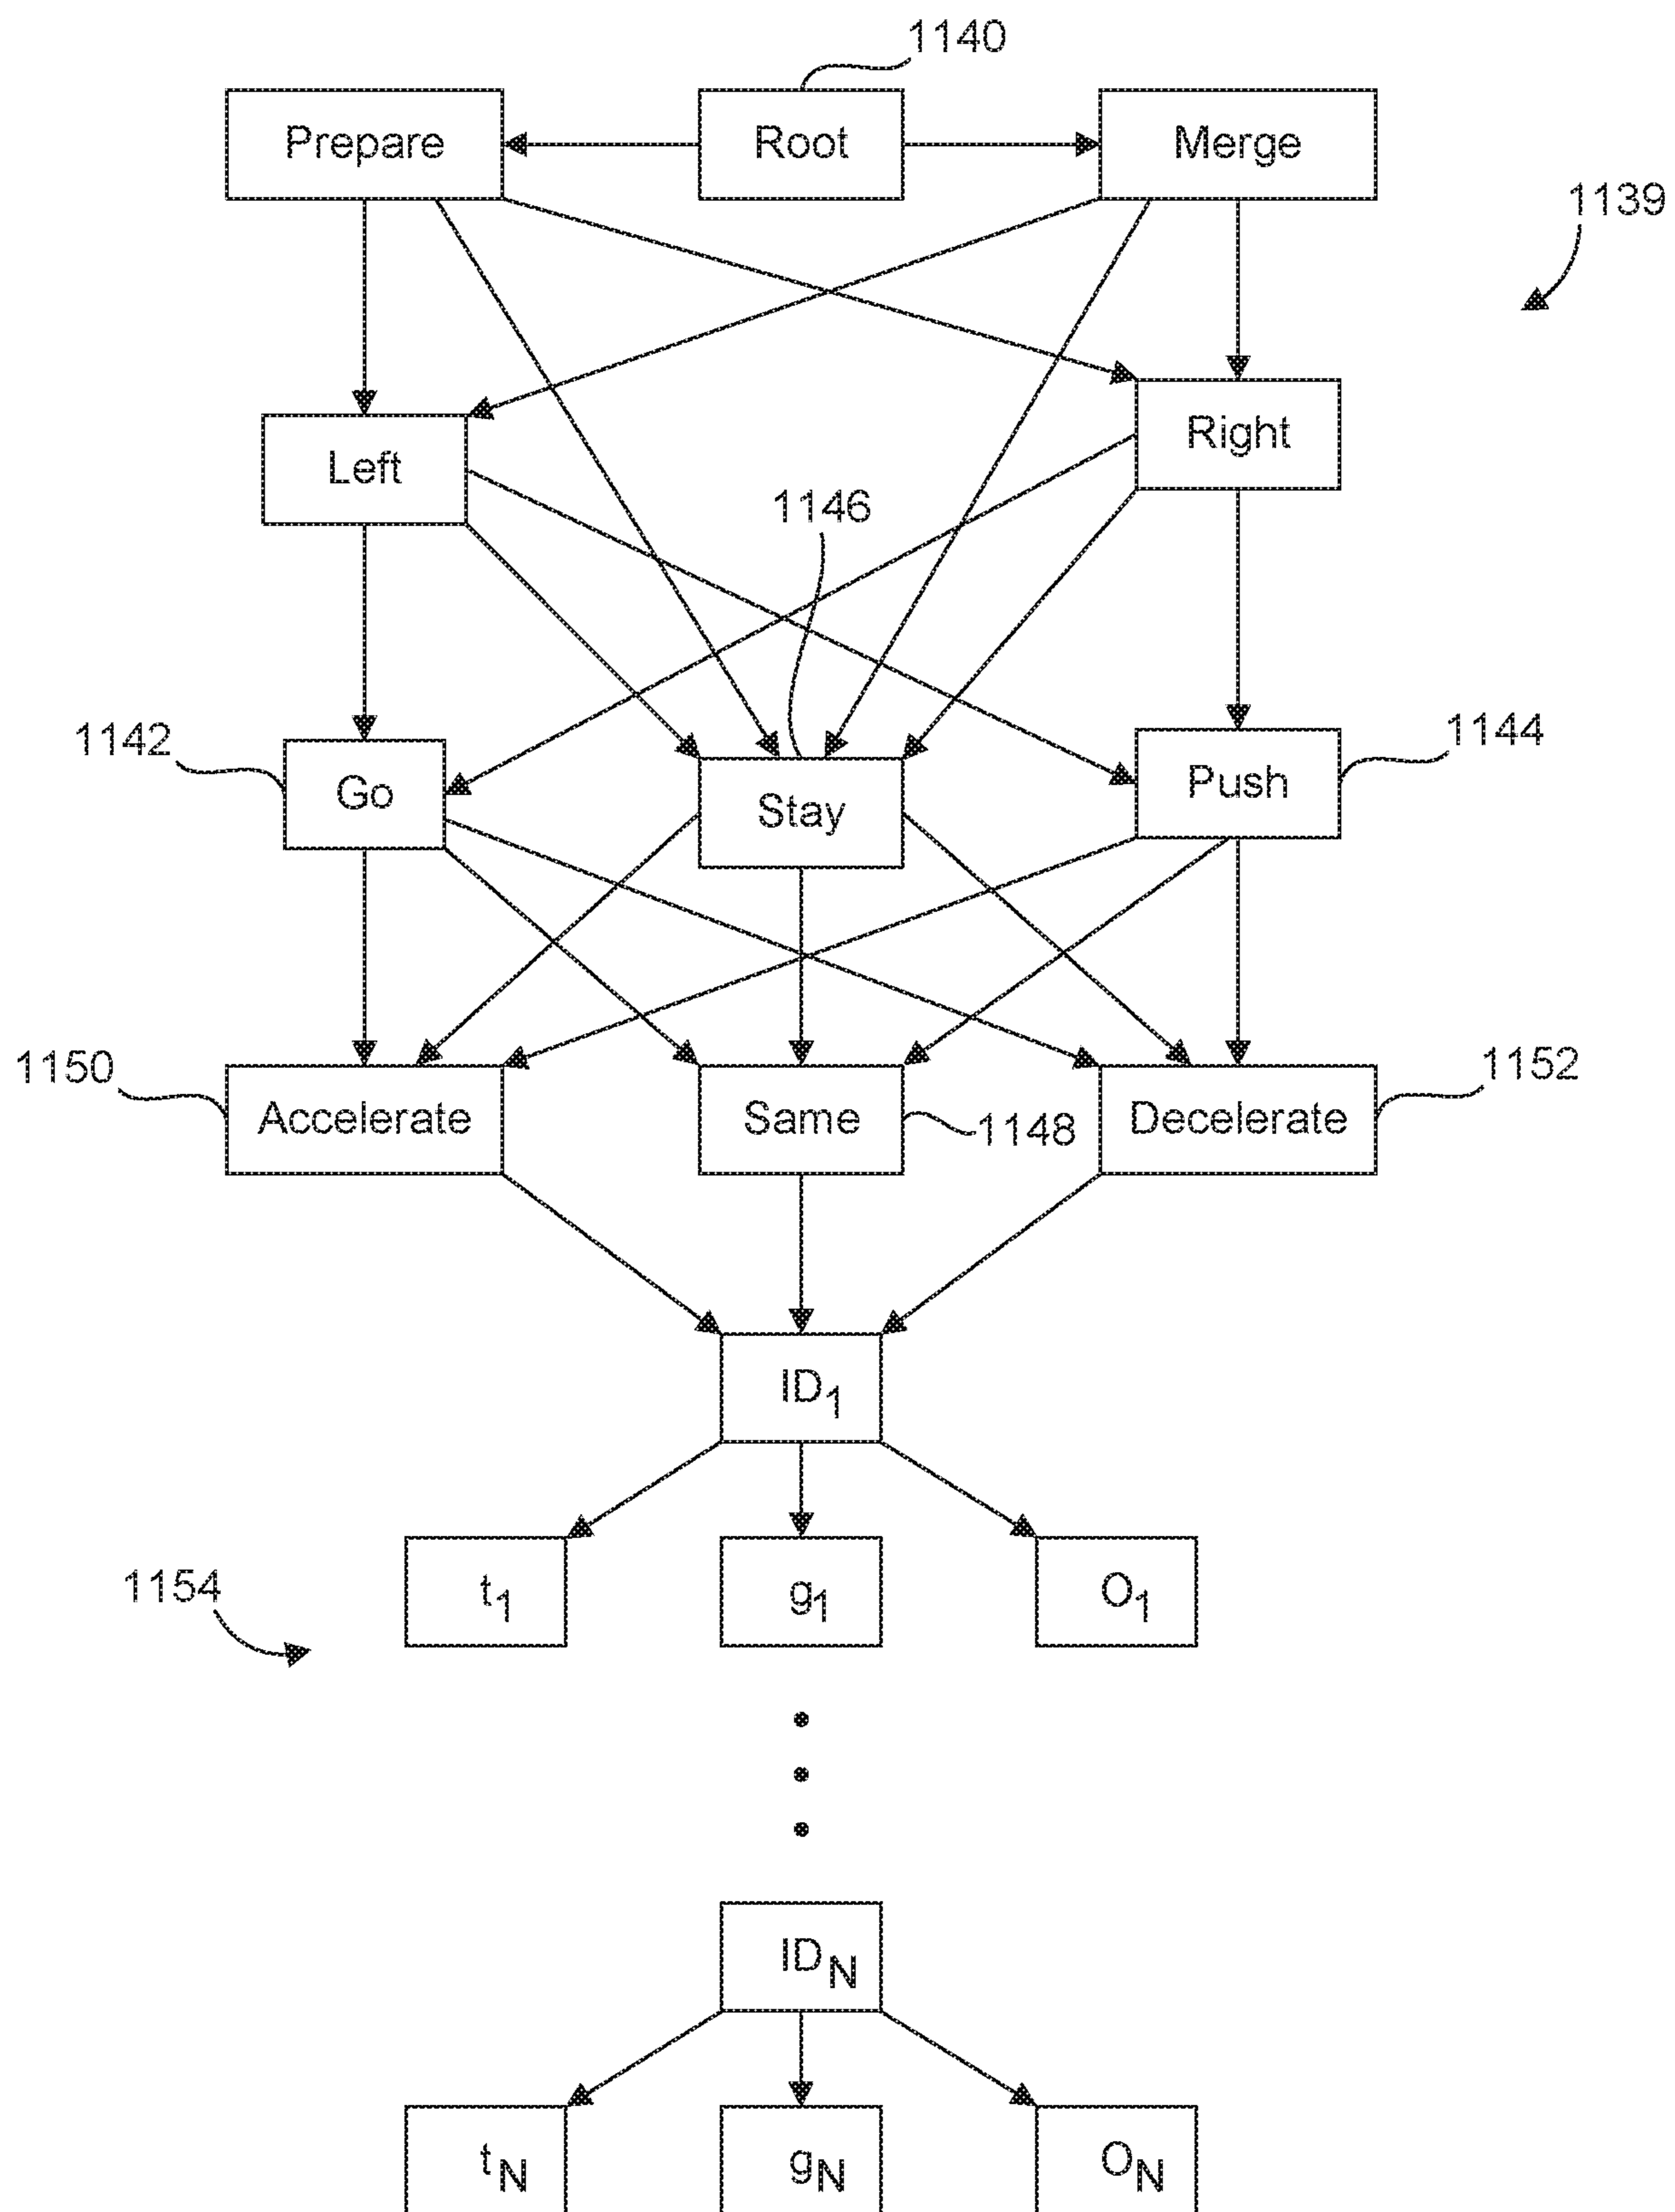 1140
Prepare
Root
Merge
1139
Right
Left
1146
1142
1144
Go
Stay
Push
1150
1152
Accelerate
Same
1148
Decelerate
ID1
1154
t1
g1
O1
IDN
tN
gN
ON